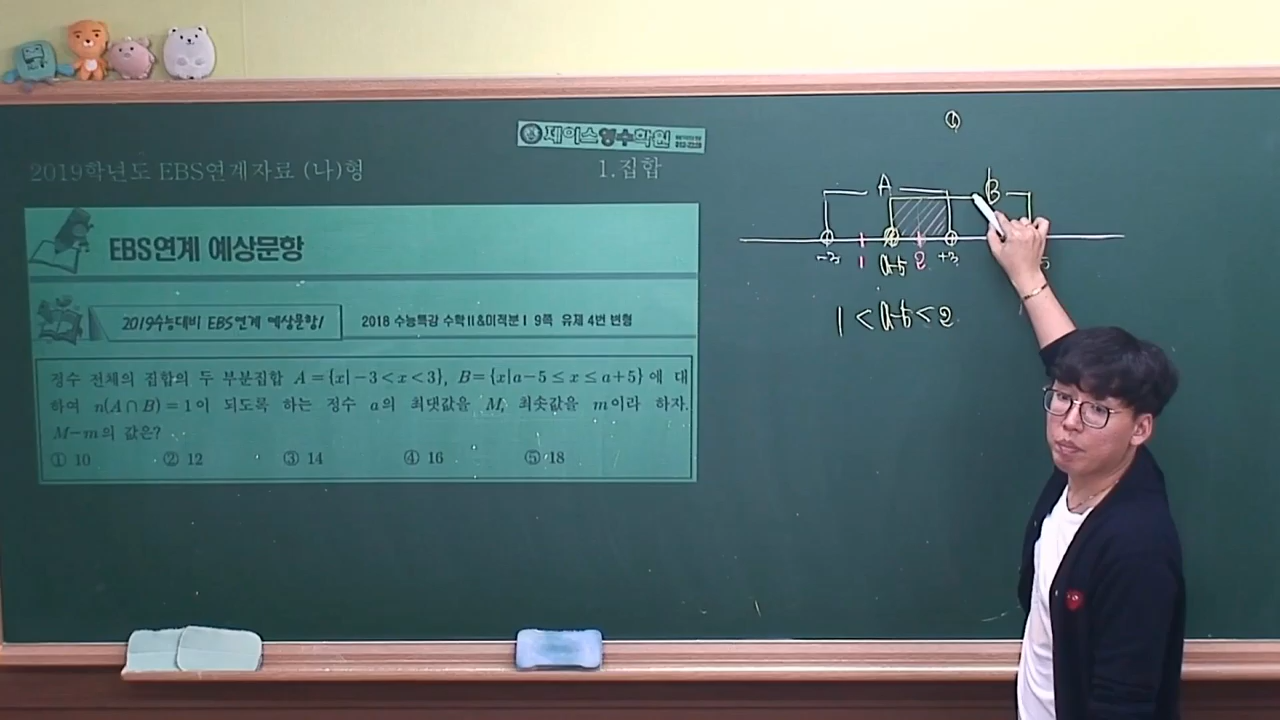 제이스영수학원
2019학년도 EBS연계자료 (나)형
1.집합
EBS연계 예상문항
2019수능대비 EBS연계 예상문항1
2018 수능특강 수학Ⅱ&미적분Ⅰ 9쪽 유제 4번 변형
정수 전체의 집합의 두 부분집합 A={x|-3<x<3}, B={x|a-5≤x≤a+5}에 대
하여 n(A∩B)=1이 되도록 하는 정수 a의 최댓값을 M, 최솟값을 m이라 하자.
M-m의 값은?
① 10 ② 12 ③ 14 ④ 16 ⑤ 18
①
A B
-3 1 a-5 2 +3 5
1 < a-5 < 2